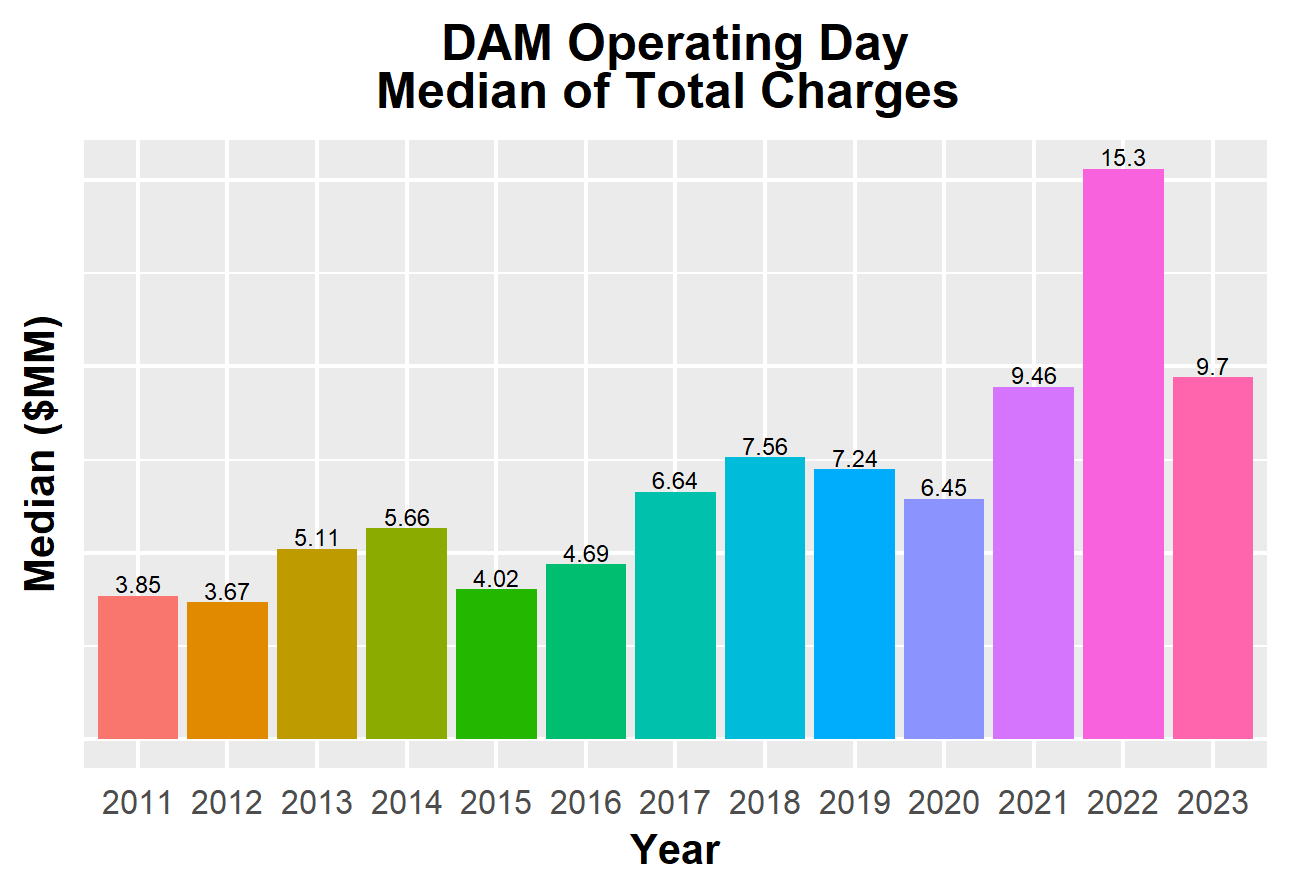 DAM Operating Day
Median of Total Charges
Median ($MM)
3.85
3.67
5.11
5.66
4.02
4.69
6.64
7.56
7.24
6.45
9.46
15.3
9.7
2011 2012 2013 2014 2015 2016 2017 2018 2019 2020 2021 2022 2023
Year